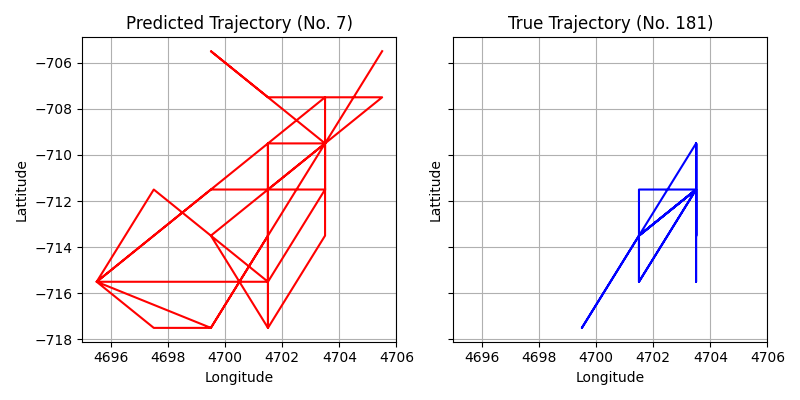 Predicted Trajectory (No. 7)
True Trajectory (No. 181)
−706
−708
−710
−712
−714
−716
−718
Lattitude
Lattitude
4696 4698 4700 4702 4704 4706
4696 4698 4700 4702 4704 4706
Longitude
Longitude